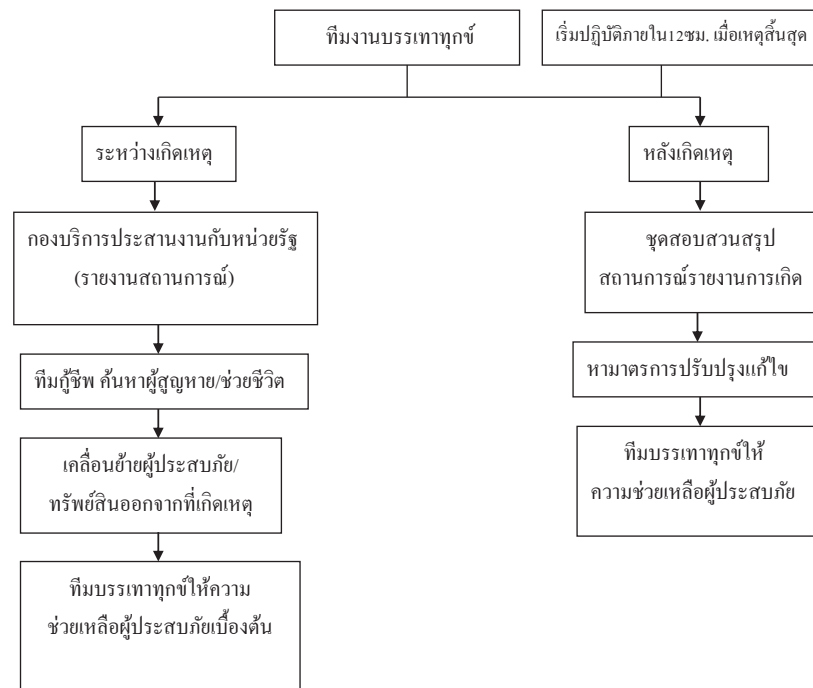 ทีมงานบรรเทาทุกข์
เริ่มปฏิบัติภายใน12ชม. เมื่อเหตุสิ้นสุด
ระหว่างเกิดเหตุ
หลังเกิดเหตุ
กองบริการประสานงานกับหน่วยรัฐ
(รายงานสถานการณ์)
ชุดสอบสวนสรุป
สถานการณ์รายงานการเกิด
ทีมกู้ชีพ ค้นหาผู้สูญหาย/ช่วยชีวิต
หามาตรการปรับปรุงแก้ไข
เคลื่อนย้ายผู้ประสบภัย/
ทรัพย์สินออกจากที่เกิดเหตุ
ทีมบรรเทาทุกข์ให้
ความช่วยเหลือผู้ประสบภัย
ทีมบรรเทาทุกข์ให้ความ
ช่วยเหลือผู้ประสบภัยเบื้องต้น